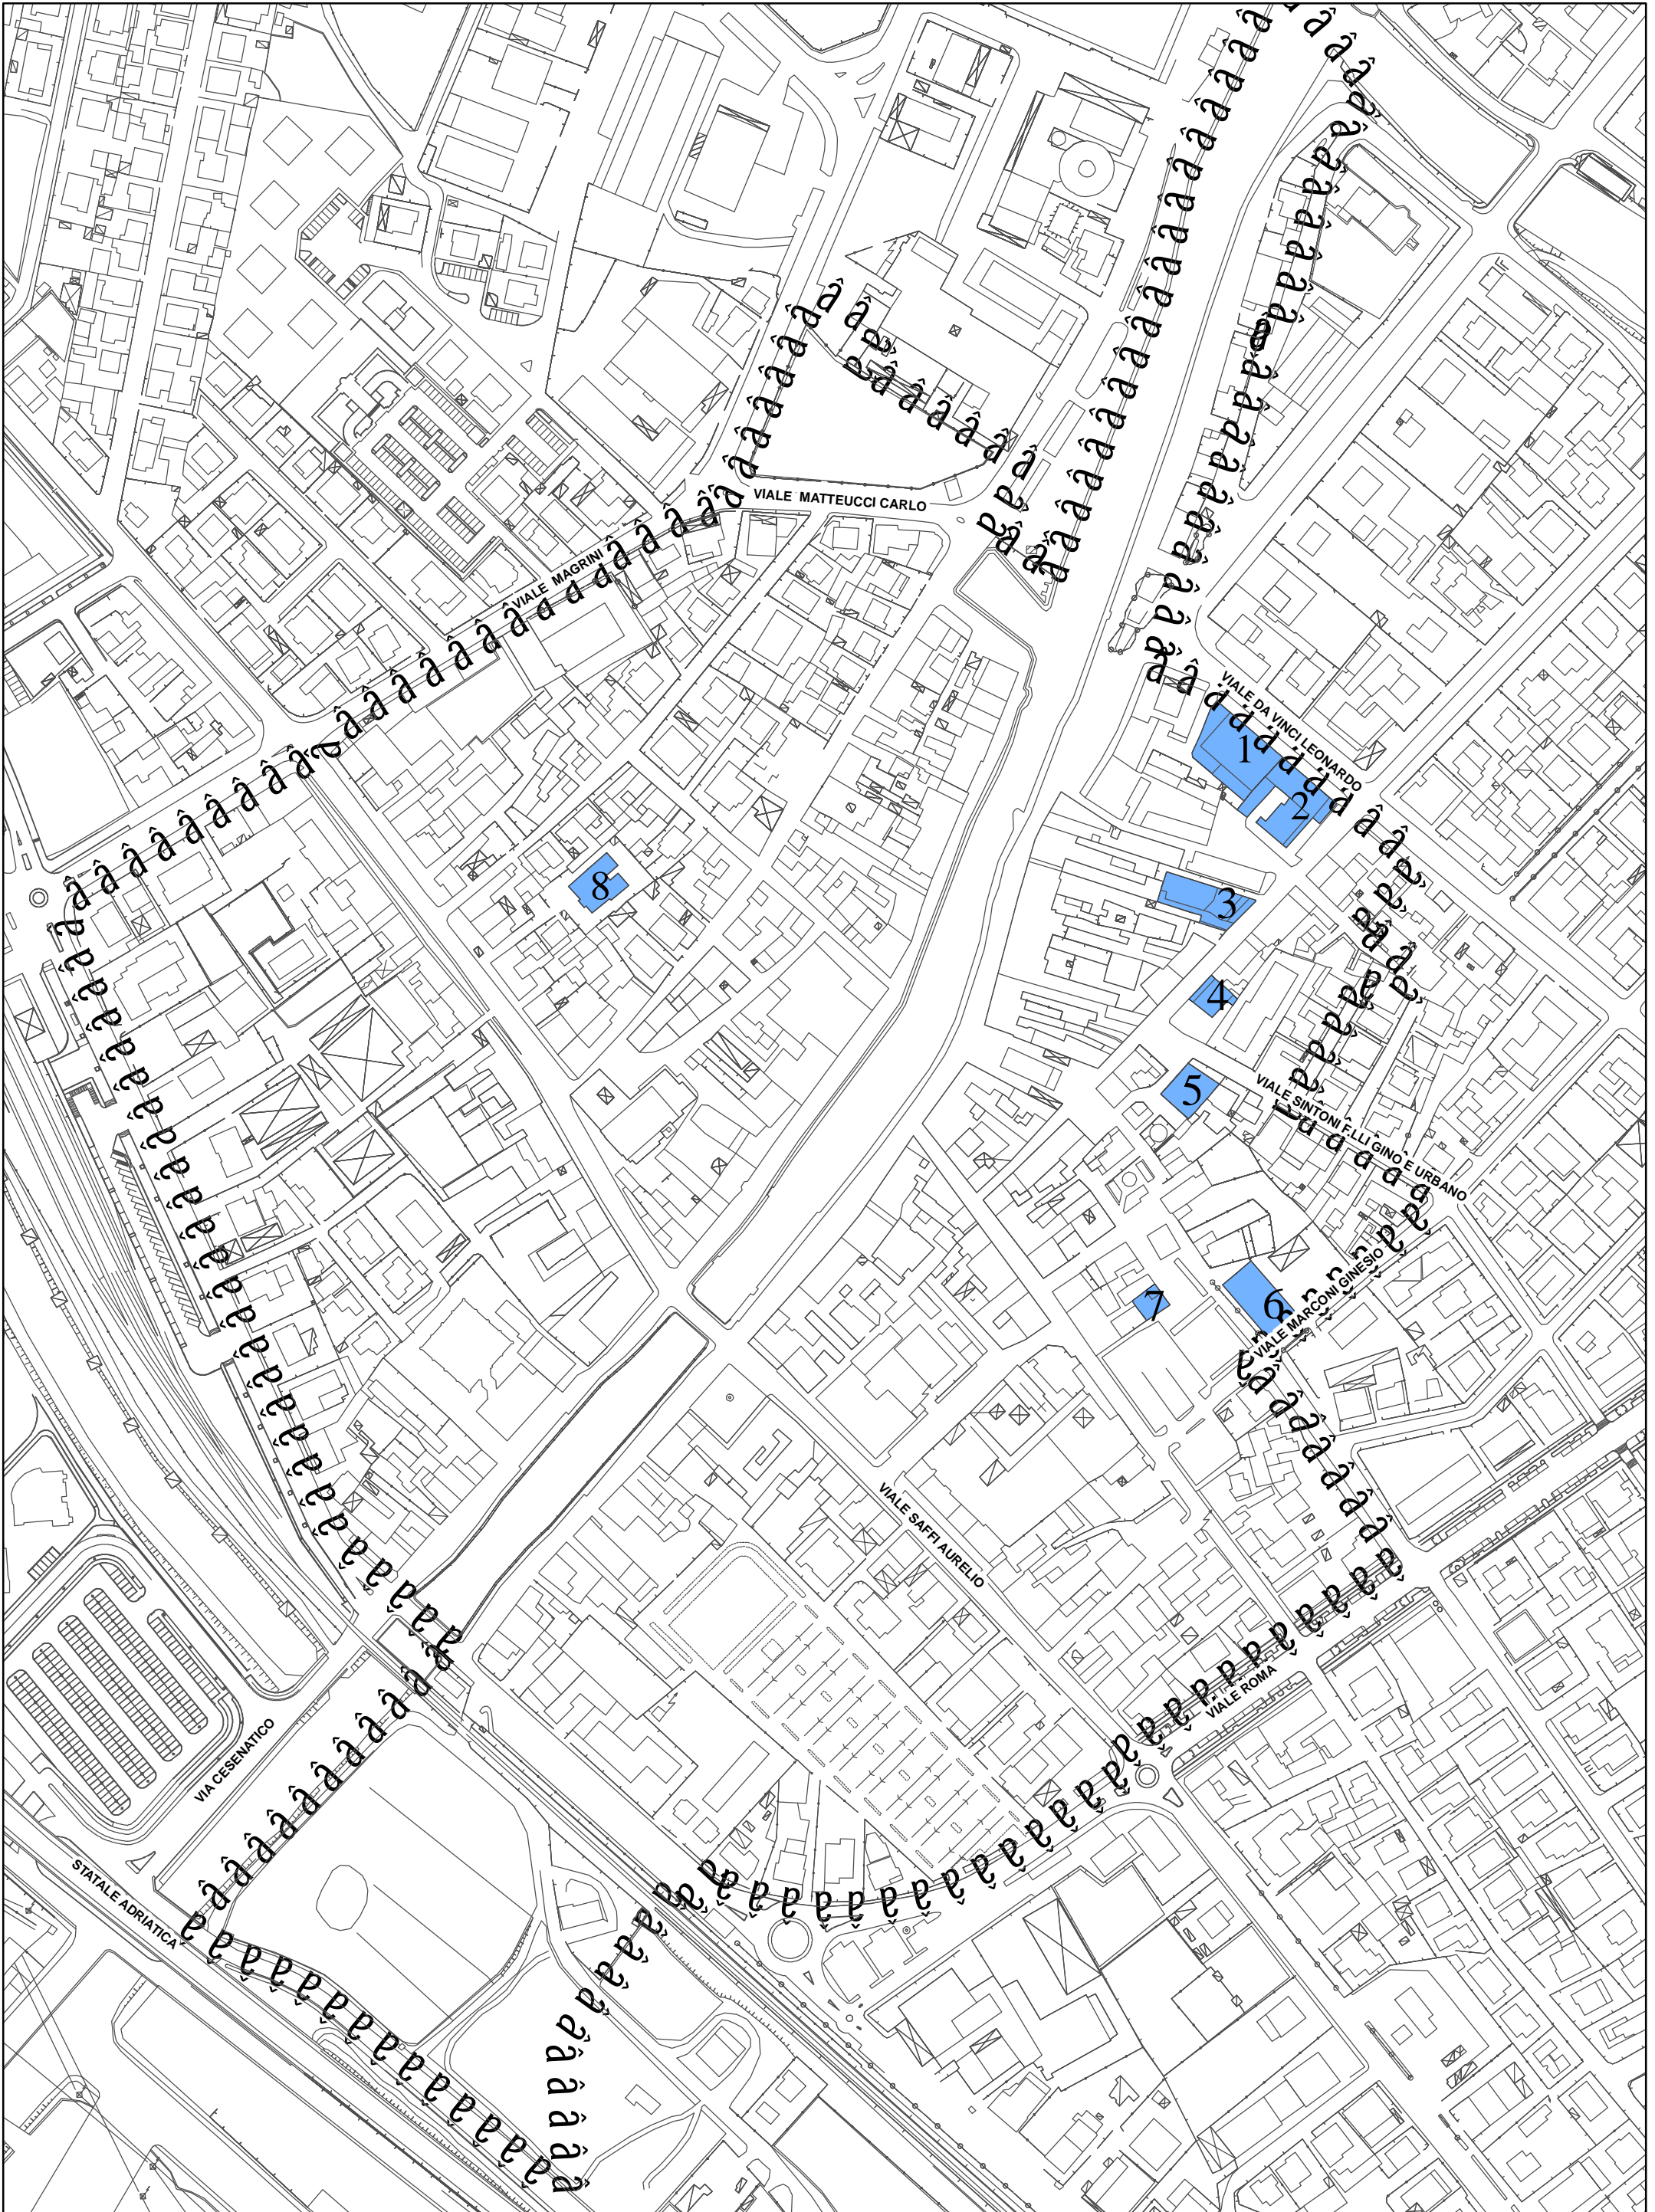 VIALE MATTEUCCI CARLO
VIALE MAGRINI
VIALE DA VINCI LEONARDO
1
2
8
3
4
5
VIALE SINTONI F.LLI GINO E URBANO
7
6
VIALE MARCONI GINESIO
VIALE SAFFI AURELIO
VIALE ROMA
VIA CESENATICO
STATALE ADRIATICA